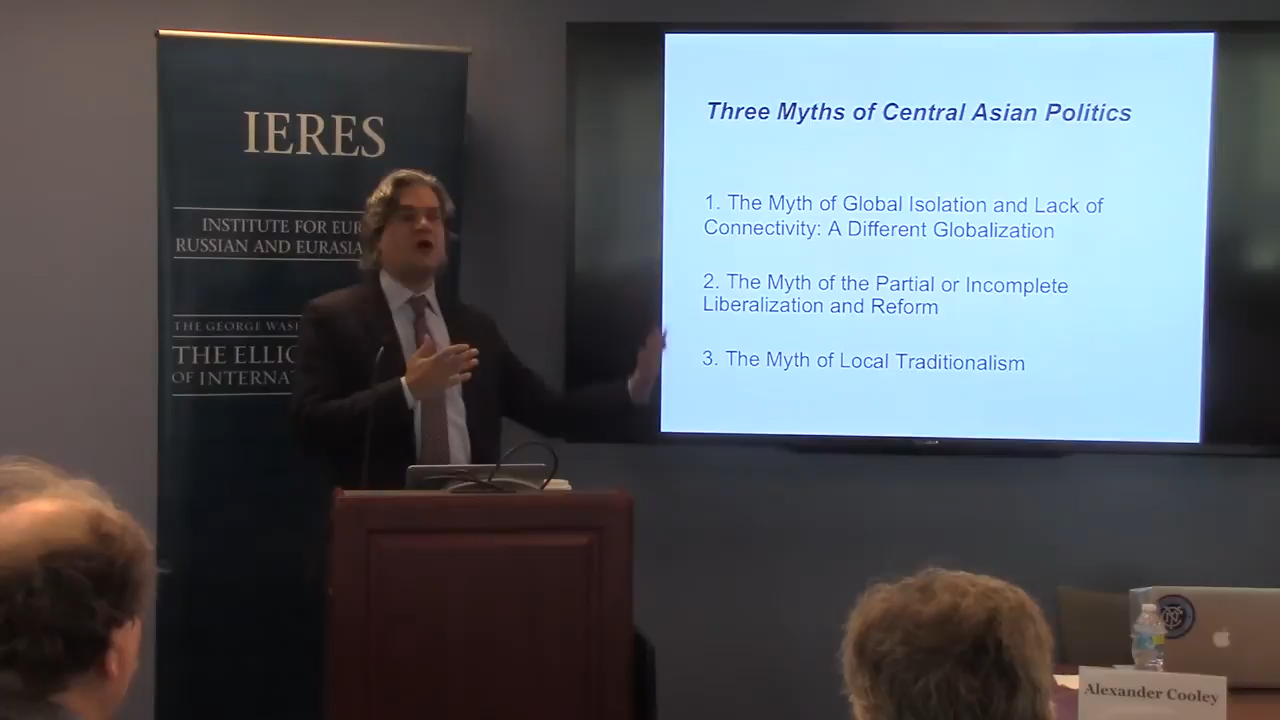 IERES
INSTITUTE FOR EUR
RUSSIAN AND EURASIA
THE GEORGE WAS
THE ELLIO
OF INTERNAT
Three Myths of Central Asian Politics
1. The Myth of Global Isolation and Lack of
Connectivity: A Different Globalization
2. The Myth of the Partial or Incomplete
Liberalization and Reform
3. The Myth of Local Traditionalism
Alexander Cooley